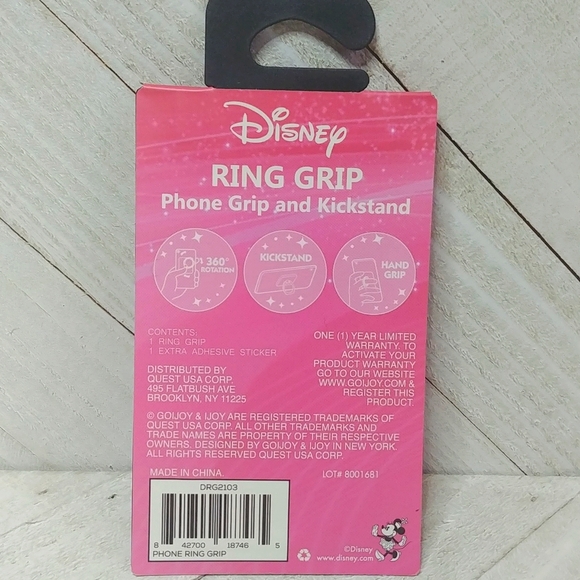 Disney
RING GRIP
Phone Grip and Kickstand
360°
ROTATION
KICKSTAND
HAND
GRIP
CONTENTS:
1 RING GRIP
1 EXTRA ADHESIVE STICKER
DISTRIBUTED BY
QUEST USA CORP.
495 FLATBUSH AVE
BROOKLYN, NY 11225
ONE (1) YEAR LIMITED
WARRANTY. TO
ACTIVATE YOUR
PRODUCT WARRANTY
GO TO OUR WEBSITE
WWW.GOIJOY.COM &
REGISTER THIS
PRODUCT.
© GOIJOY & IJOY ARE REGISTERED TRADEMARKS OF
QUEST USA CORP. ALL OTHER TRADEMARKS AND
TRADE NAMES ARE PROPERTY OF THEIR RESPECTIVE
OWNERS. DESIGNED BY GOIJOY & IJOY IN NEW YORK.
ALL RIGHTS RESERVED QUEST USA CORP.
MADE IN CHINA.
LOT# 8001681
DRG2103
8 42700 18746 5
PHONE RING GRIP
©Disney
www.disney.com